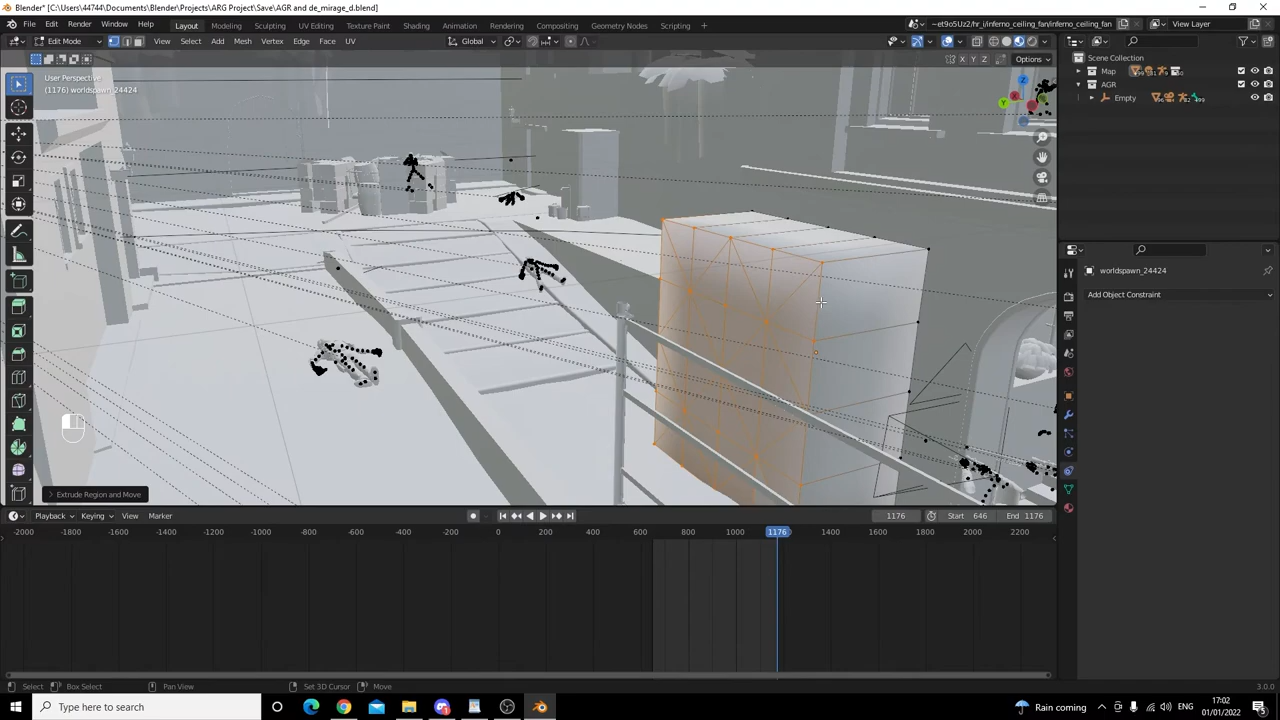 Blender* [C:\Users\44744\Documents\Blender\Projects\ARG Project\Save\AGR and de_mirage_d.blend]
File Edit Render Window Help Layout Modeling Sculpting UV Editing Texture Paint Shading Animation Rendering Compositing Geometry Nodes Scripting + ~et9o5Uz2/hr_i/inferno_ceiling_fan/inferno_ceiling_fan View Layer
Edit Mode View Select Add Mesh Vertex Edge Face UV Global
X Y Z Options
User Perspective
(1176) worldspawn_24424
Scene Collection
Map
AGR
Empty
worldspawn_24424
Add Object Constraint
Extrude Region and Move
Playback Keying View Marker 1176 Start 646 End 1176
-2000 -1800 -1600 -1400 -1200 -1000 -800 -600 -400 -200 0 200 400 600 800 1000 1176 1400 1600 1800 2000 2200
Select Box Select Pan View Set 3D Cursor Move 3.0.0
Type here to search Rain coming 17:02
01/01/2022